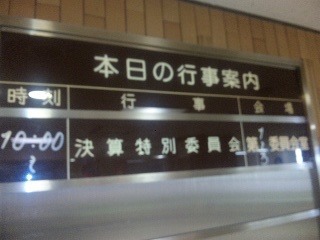 本日の行事案内
時刻 行事 会場
10:00 決算特別委員会 第1委員会室